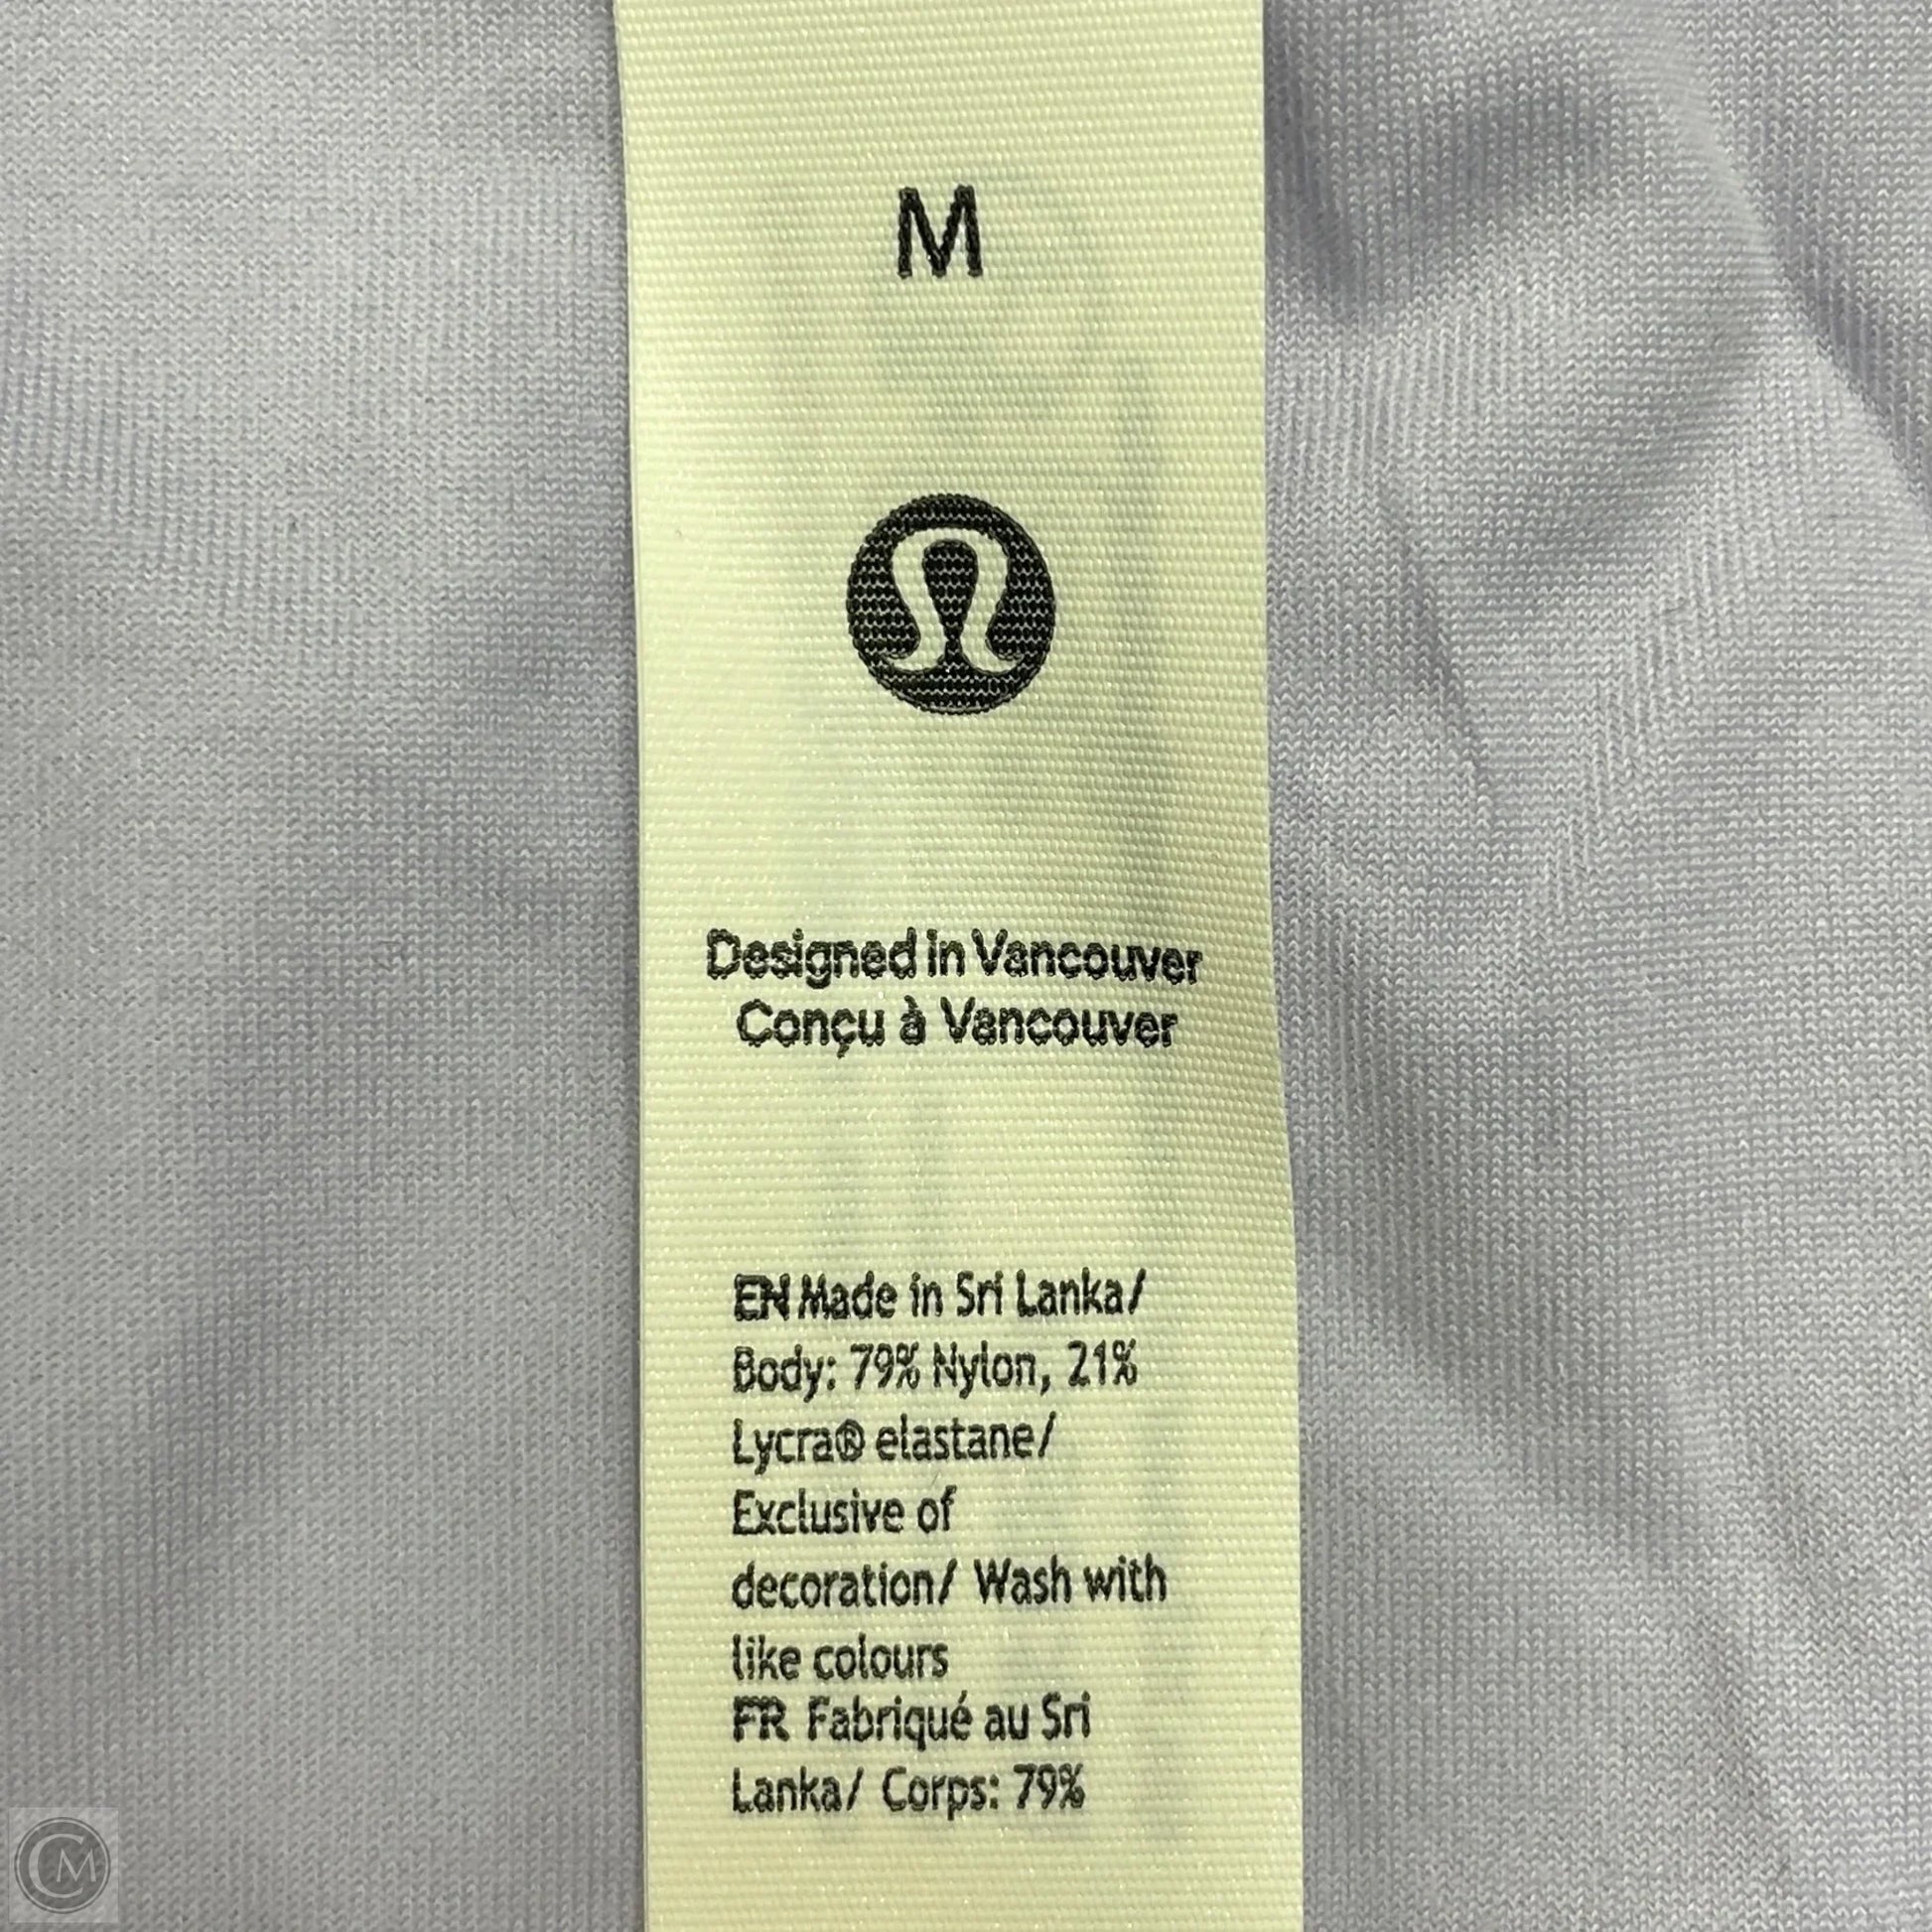 M
Designed in Vancouver
Conçu à Vancouver
EN Made in Sri Lanka/
Body: 79% Nylon, 21%
Lycra® elastane/
Exclusive of
decoration/ Wash with
like colours
FR Fabriqué au Sri
Lanka/ Corps: 79%
CM